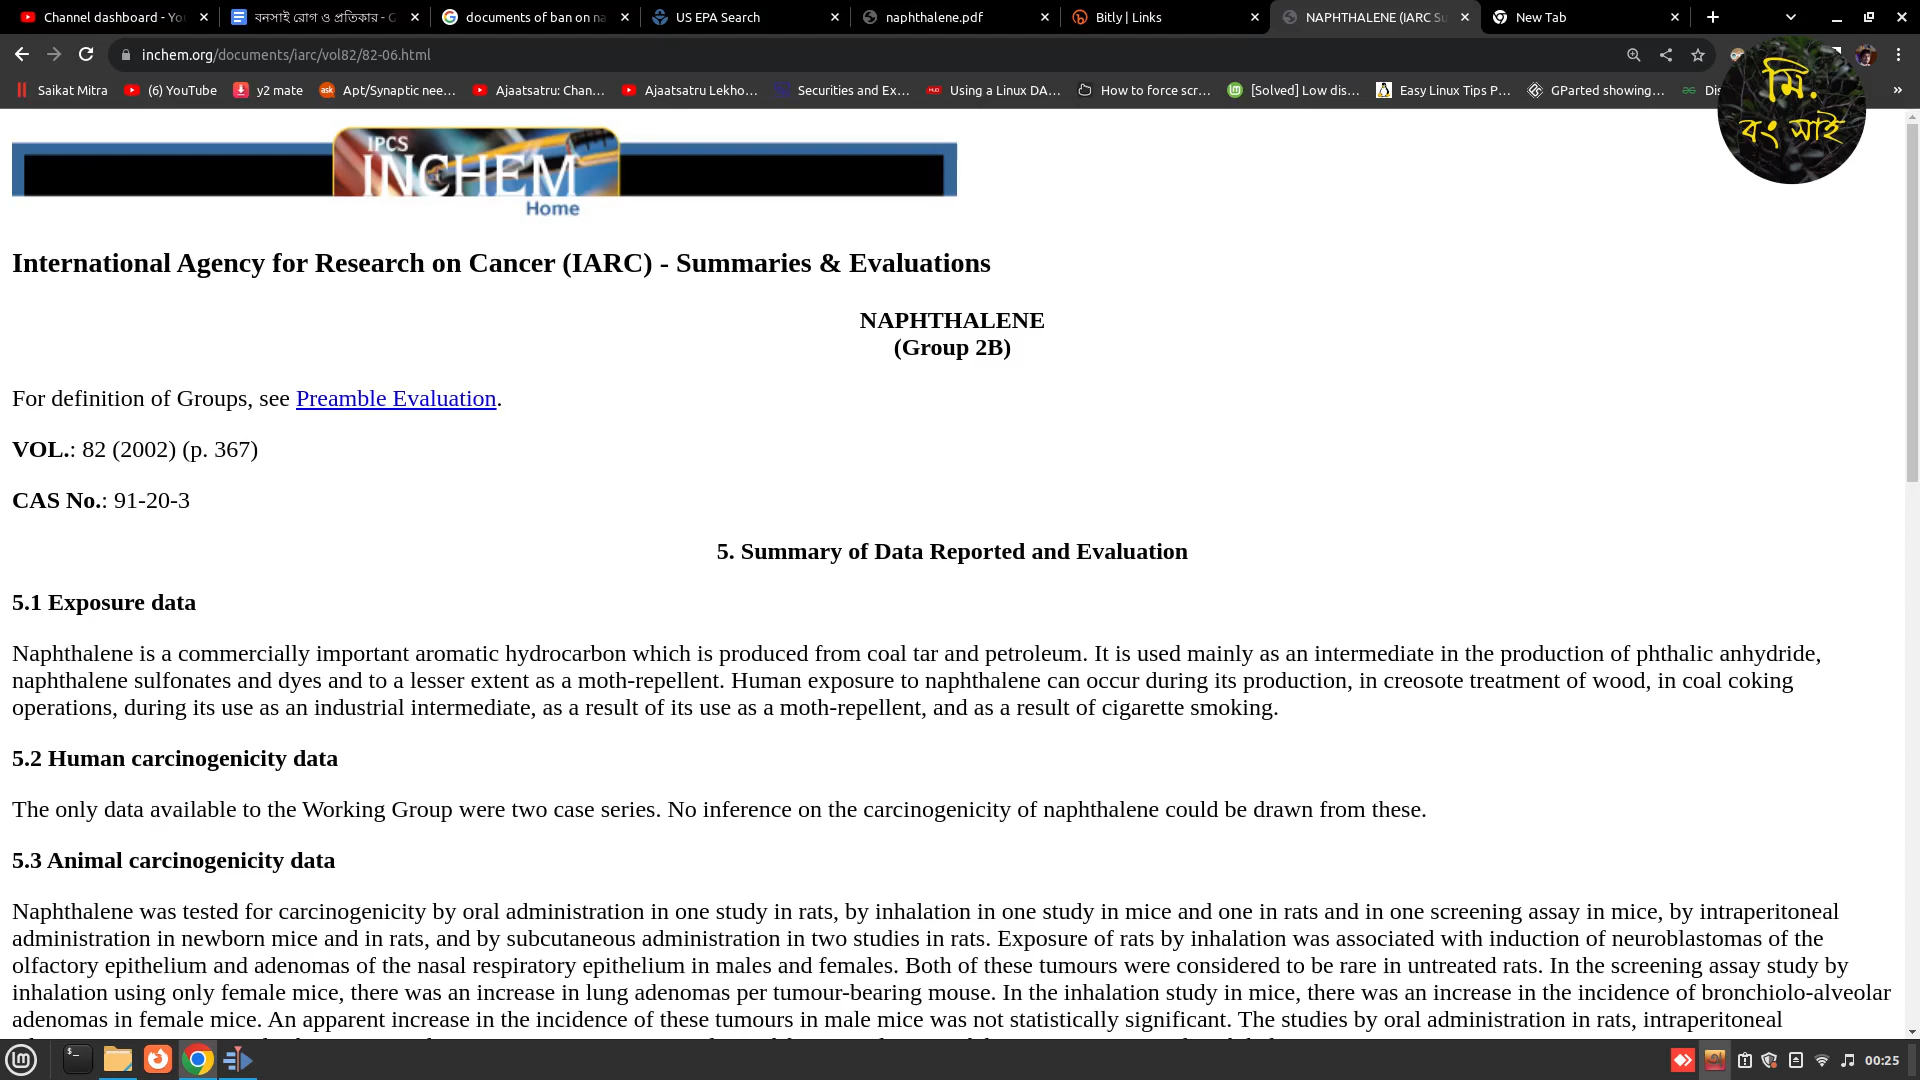 Channel dashboard - Yo
বনসাই রোগ ও প্রতিকার - G
documents of ban on na
US EPA Search
naphthalene.pdf
Bitly | Links
NAPHTHALENE (IARC Su
New Tab
inchem.org/documents/iarc/vol82/82-06.html
Saikat Mitra
(6) YouTube
y2 mate
Apt/Synaptic nee...
Ajaatsatru: Chan...
Ajaatsatru Lekho...
Securities and Ex...
Using a Linux DA...
How to force scr...
[Solved] Low dis...
Easy Linux Tips P...
GParted showing...
Dis
মি.
বং সাই
IPCS
INCHEM
Home
International Agency for Research on Cancer (IARC) - Summaries & Evaluations
NAPHTHALENE
(Group 2B)
For definition of Groups, see Preamble Evaluation.
VOL.: 82 (2002) (p. 367)
CAS No.: 91-20-3
5. Summary of Data Reported and Evaluation
5.1 Exposure data
Naphthalene is a commercially important aromatic hydrocarbon which is produced from coal tar and petroleum. It is used mainly as an intermediate in the production of phthalic anhydride,
naphthalene sulfonates and dyes and to a lesser extent as a moth-repellent. Human exposure to naphthalene can occur during its production, in creosote treatment of wood, in coal coking
operations, during its use as an industrial intermediate, as a result of its use as a moth-repellent, and as a result of cigarette smoking.
5.2 Human carcinogenicity data
The only data available to the Working Group were two case series. No inference on the carcinogenicity of naphthalene could be drawn from these.
5.3 Animal carcinogenicity data
Naphthalene was tested for carcinogenicity by oral administration in one study in rats, by inhalation in one study in mice and one in rats and in one screening assay in mice, by intraperitoneal
administration in newborn mice and in rats, and by subcutaneous administration in two studies in rats. Exposure of rats by inhalation was associated with induction of neuroblastomas of the
olfactory epithelium and adenomas of the nasal respiratory epithelium in males and females. Both of these tumours were considered to be rare in untreated rats. In the screening assay study by
inhalation using only female mice, there was an increase in lung adenomas per tumour-bearing mouse. In the inhalation study in mice, there was an increase in the incidence of bronchiolo-alveolar
adenomas in female mice. An apparent increase in the incidence of these tumours in male mice was not statistically significant. The studies by oral administration in rats, intraperitoneal
00:25